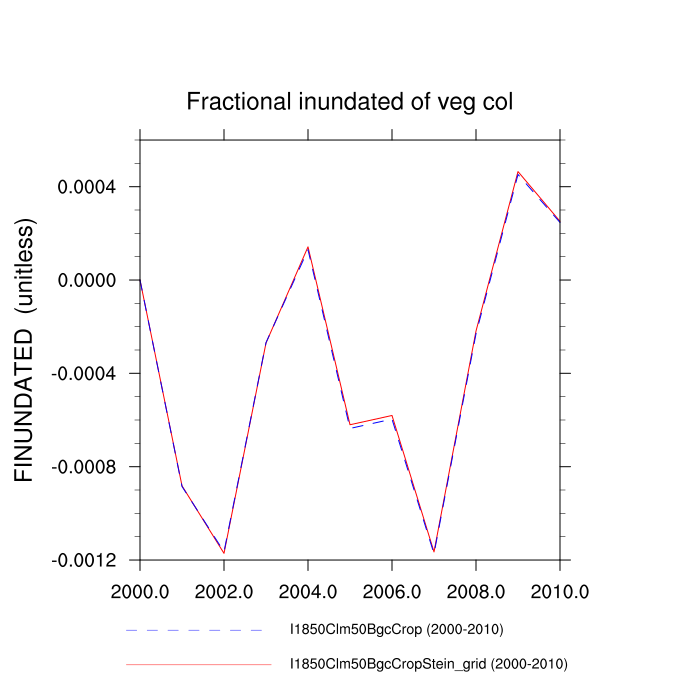 Fractional inundated of veg col
FINUNDATED (unitless)
0.0004
0.0000
-0.0004
-0.0008
-0.0012
2000.0 2002.0 2004.0 2006.0 2008.0 2010.0
I1850Clm50BgcCrop (2000-2010)
I1850Clm50BgcCropStein_grid (2000-2010)